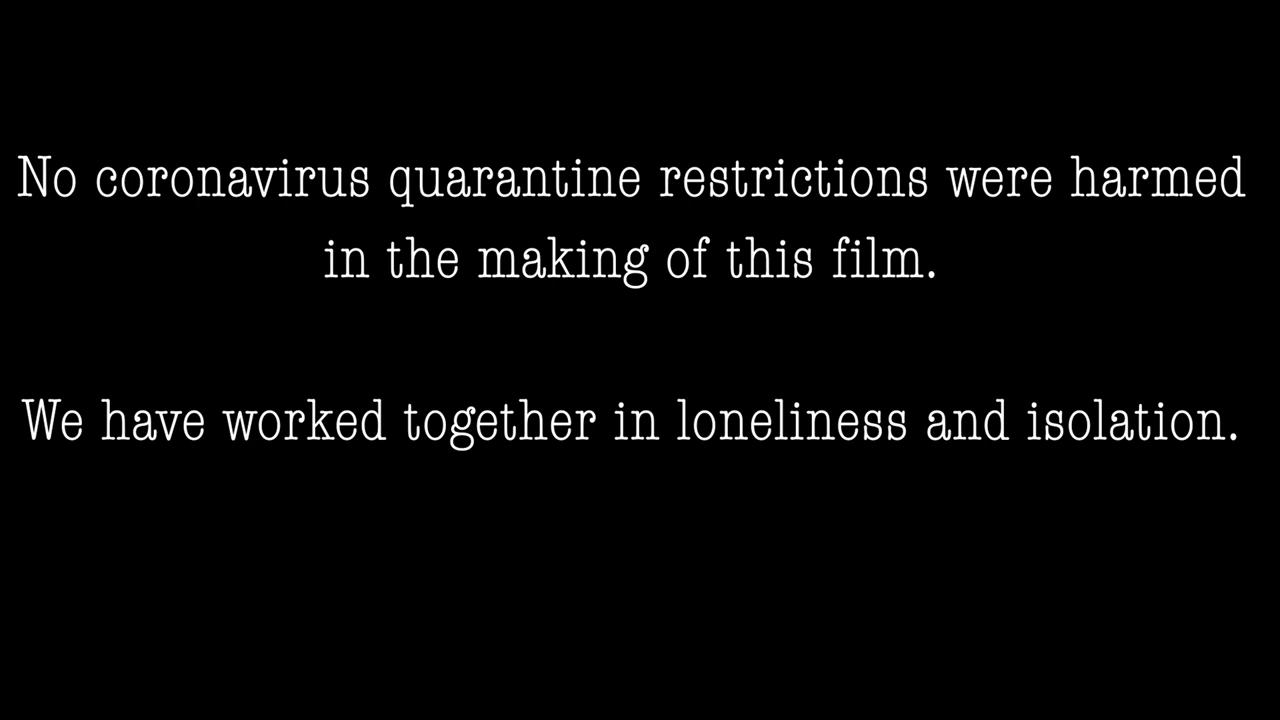 No coronavirus quarantine restrictions were harmed
in the making of this film.
We have worked together in loneliness and isolation.